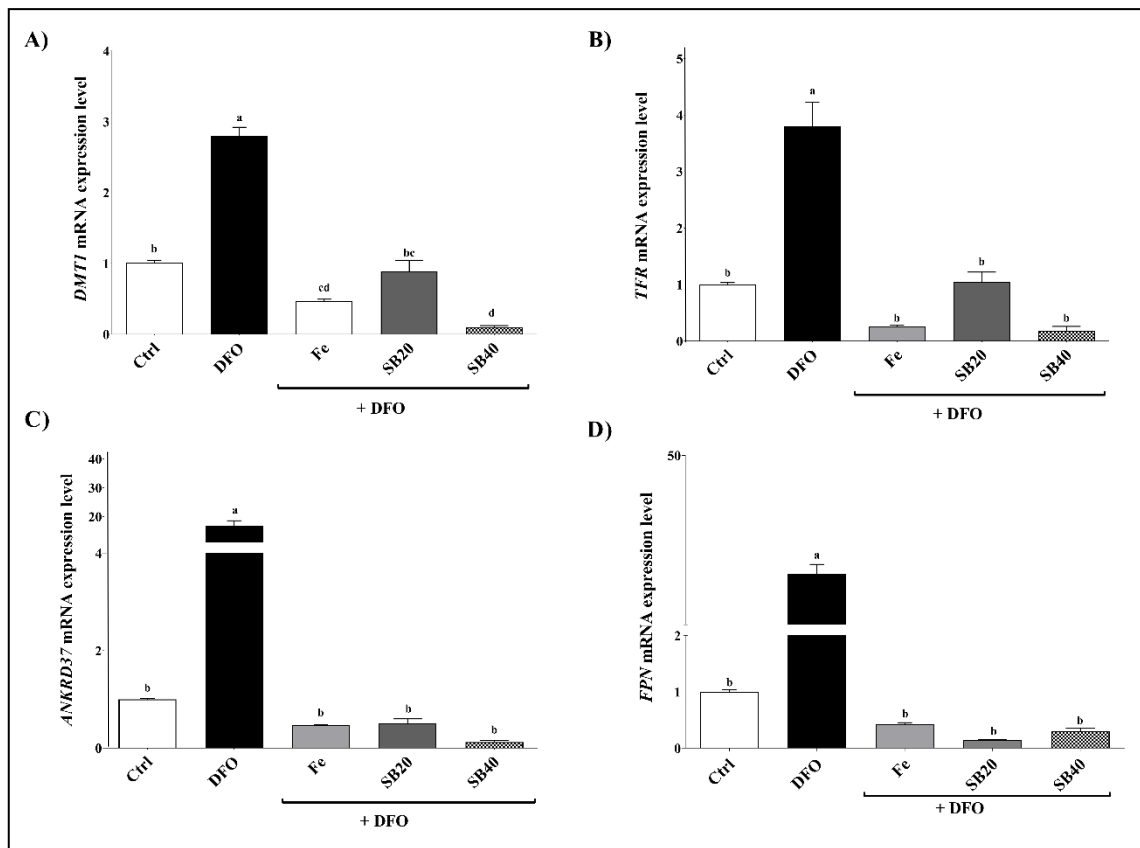 A)
DMT1 mRNA expression level
4
3
2
1
0
b
a
cd
bc
d
Ctrl
DFO
Fe
SB20
SB40
+ DFO
B)
TFR mRNA expression level
5
4
3
2
1
0
b
a
b
b
b
Ctrl
DFO
Fe
SB20
SB40
+ DFO
C)
ANKRD37 mRNA expression level
40
30
20
4
2
0
b
a
b
b
b
Ctrl
DFO
Fe
SB20
SB40
+ DFO
D)
FPN mRNA expression level
50
2
1
0
b
a
b
b
b
Ctrl
DFO
Fe
SB20
SB40
+ DFO